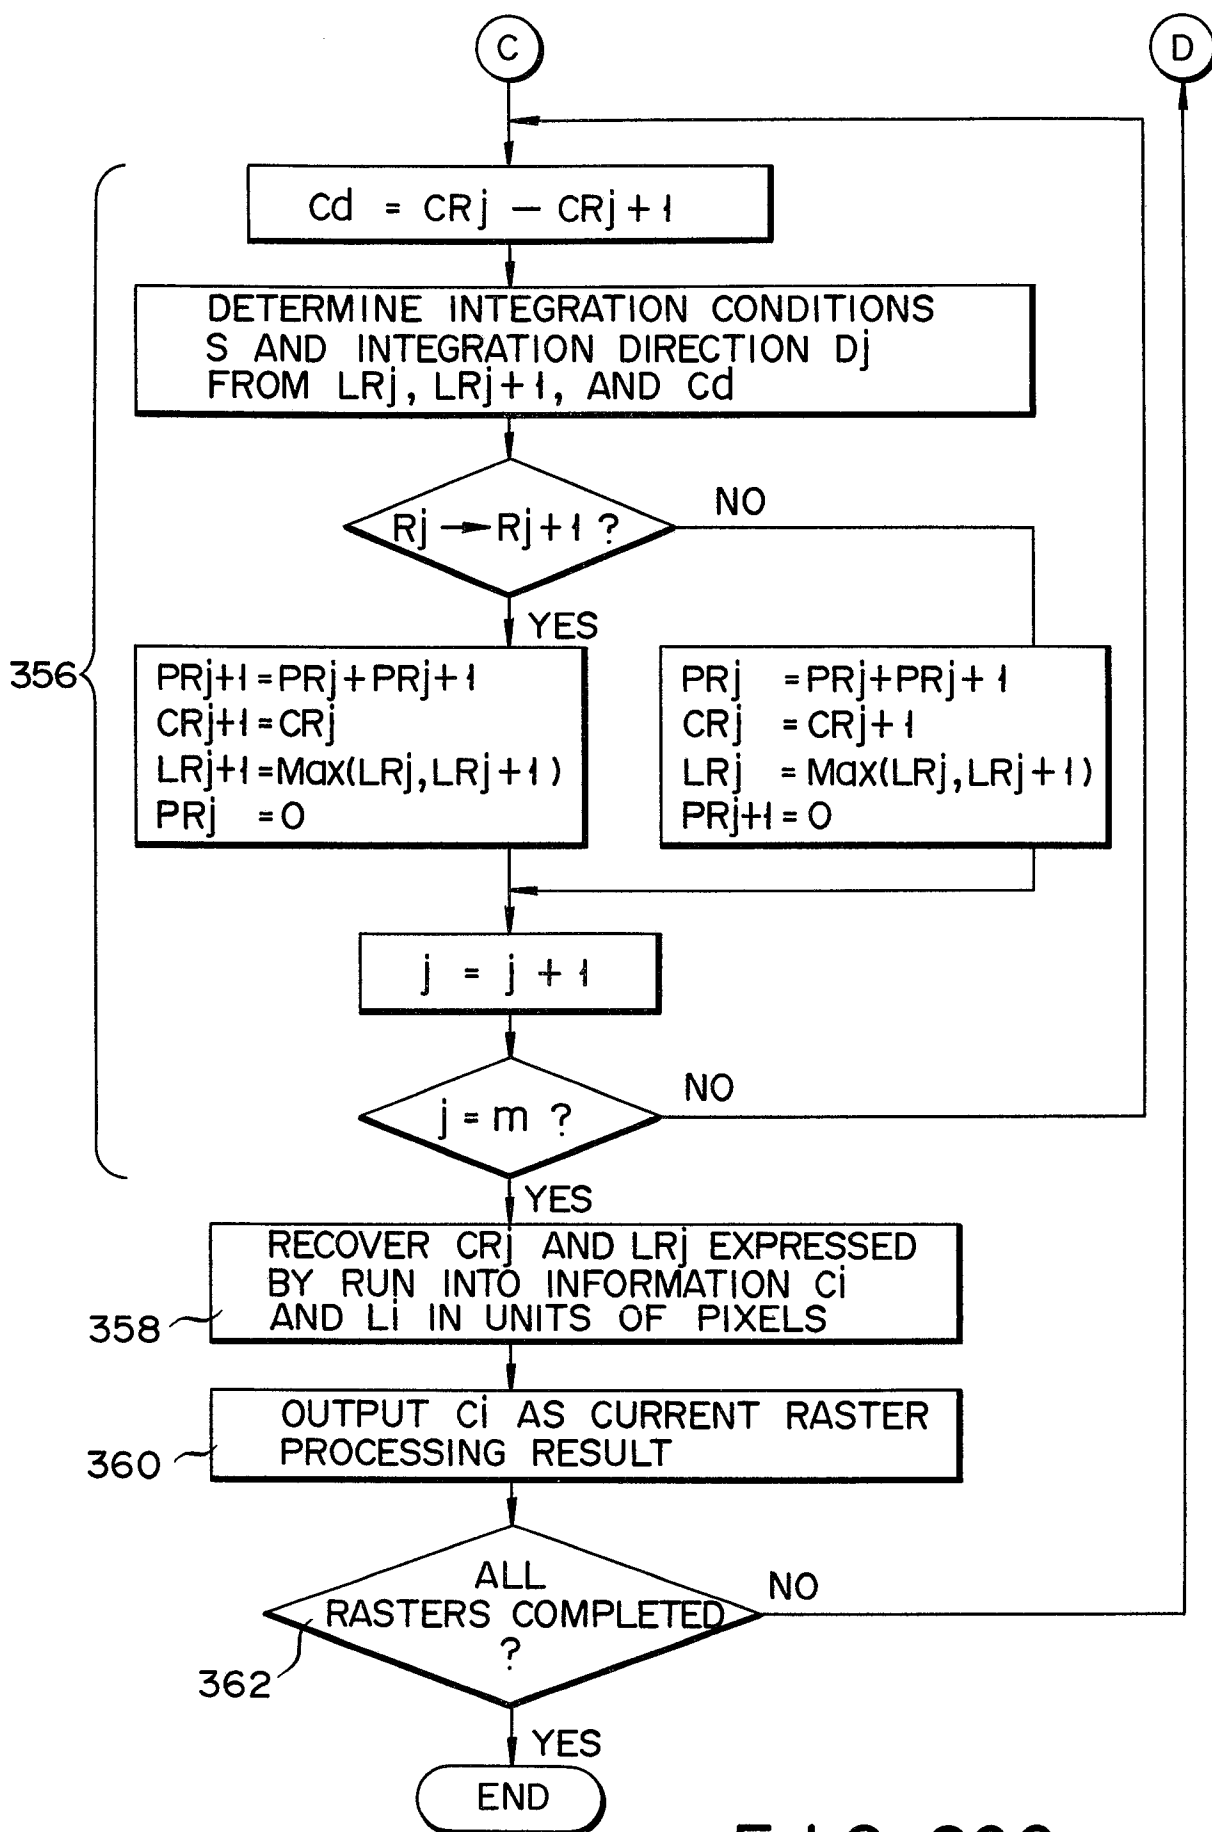 C
D
Cd = CRj − CRj+1
DETERMINE INTEGRATION CONDITIONS
S AND INTEGRATION DIRECTION Dj
FROM LRj, LRj+1, AND Cd
Rj → Rj+1 ?
NO
YES
356
PRj+1 = PRj + PRj+1
CRj+1 = CRj
LRj+1 = Max(LRj, LRj+1)
PRj = 0
PRj = PRj + PRj+1
CRj = CRj+1
LRj = Max(LRj, LRj+1)
PRj+1 = 0
j = j + 1
j = m ?
NO
YES
RECOVER CRj AND LRj EXPRESSED
BY RUN INTO INFORMATION Ci
AND Li IN UNITS OF PIXELS
358
OUTPUT Ci AS CURRENT RASTER
PROCESSING RESULT
360
ALL
RASTERS COMPLETED
?
NO
362
YES
END